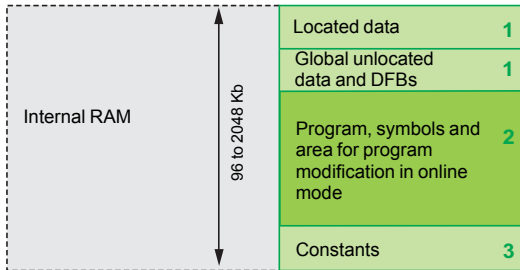 Located data 1
Global unlocated 1
data and DFBs
Internal RAM
96 to 2048 Kb
Program, symbols and 2
area for program
modification in online
mode
Constants 3